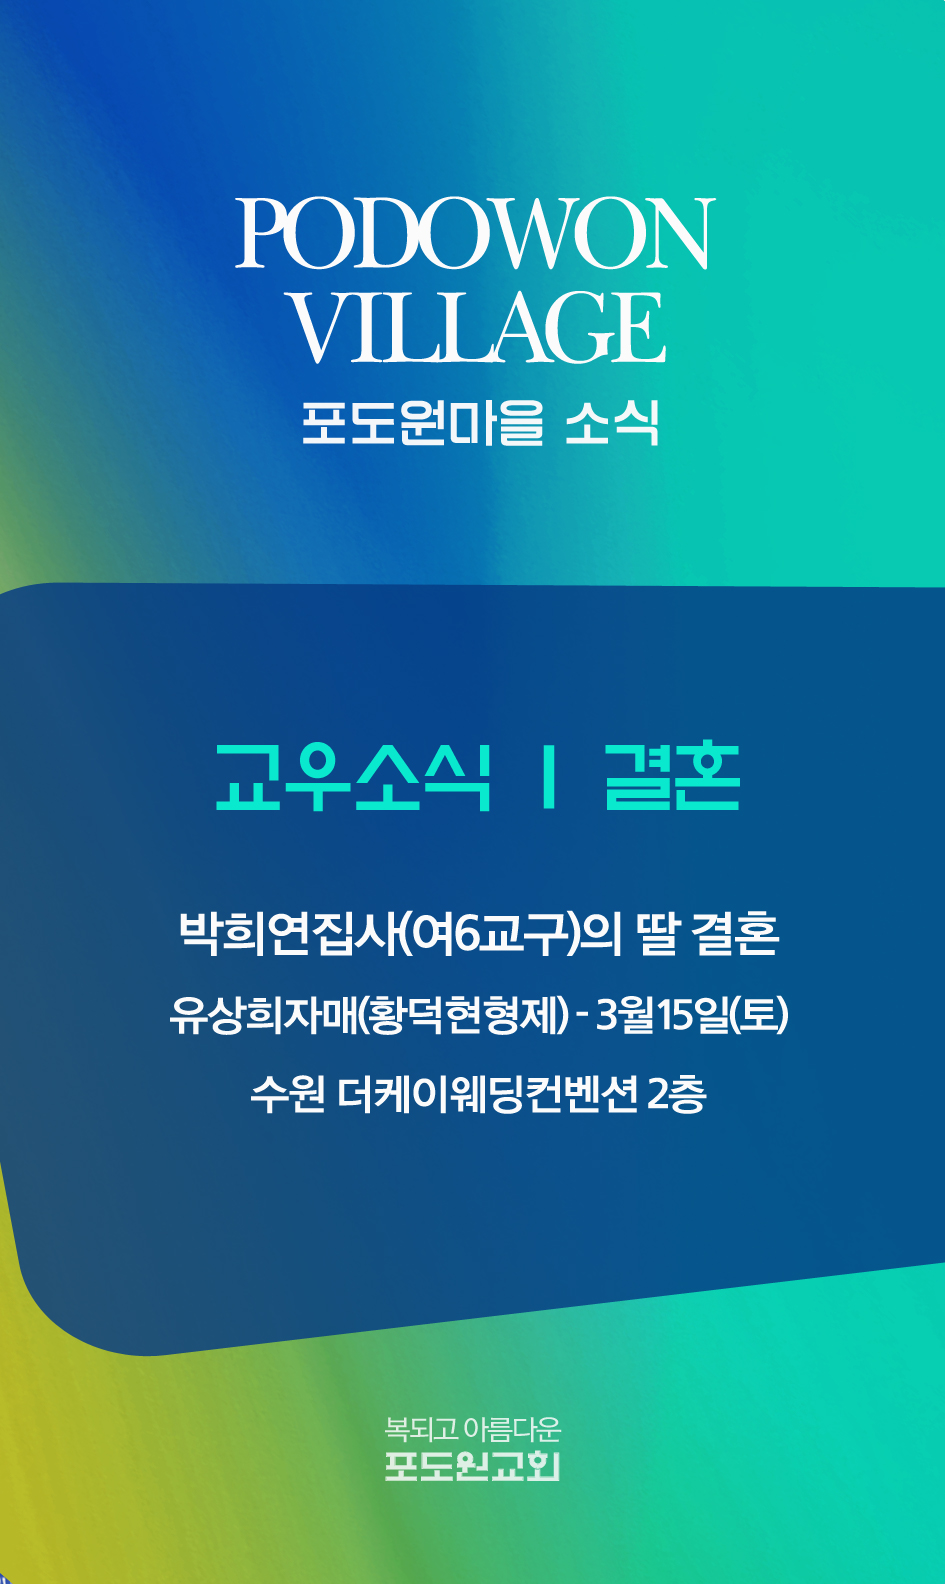 PODOWON
VILLAGE
포도원마을 소식
교우소식 | 결혼
박희연집사(여6교구)의 딸 결혼
유상희자매(황덕현형제) - 3월15일(토)
수원 더케이웨딩컨벤션 2층
복되고 아름다운
포도원교회